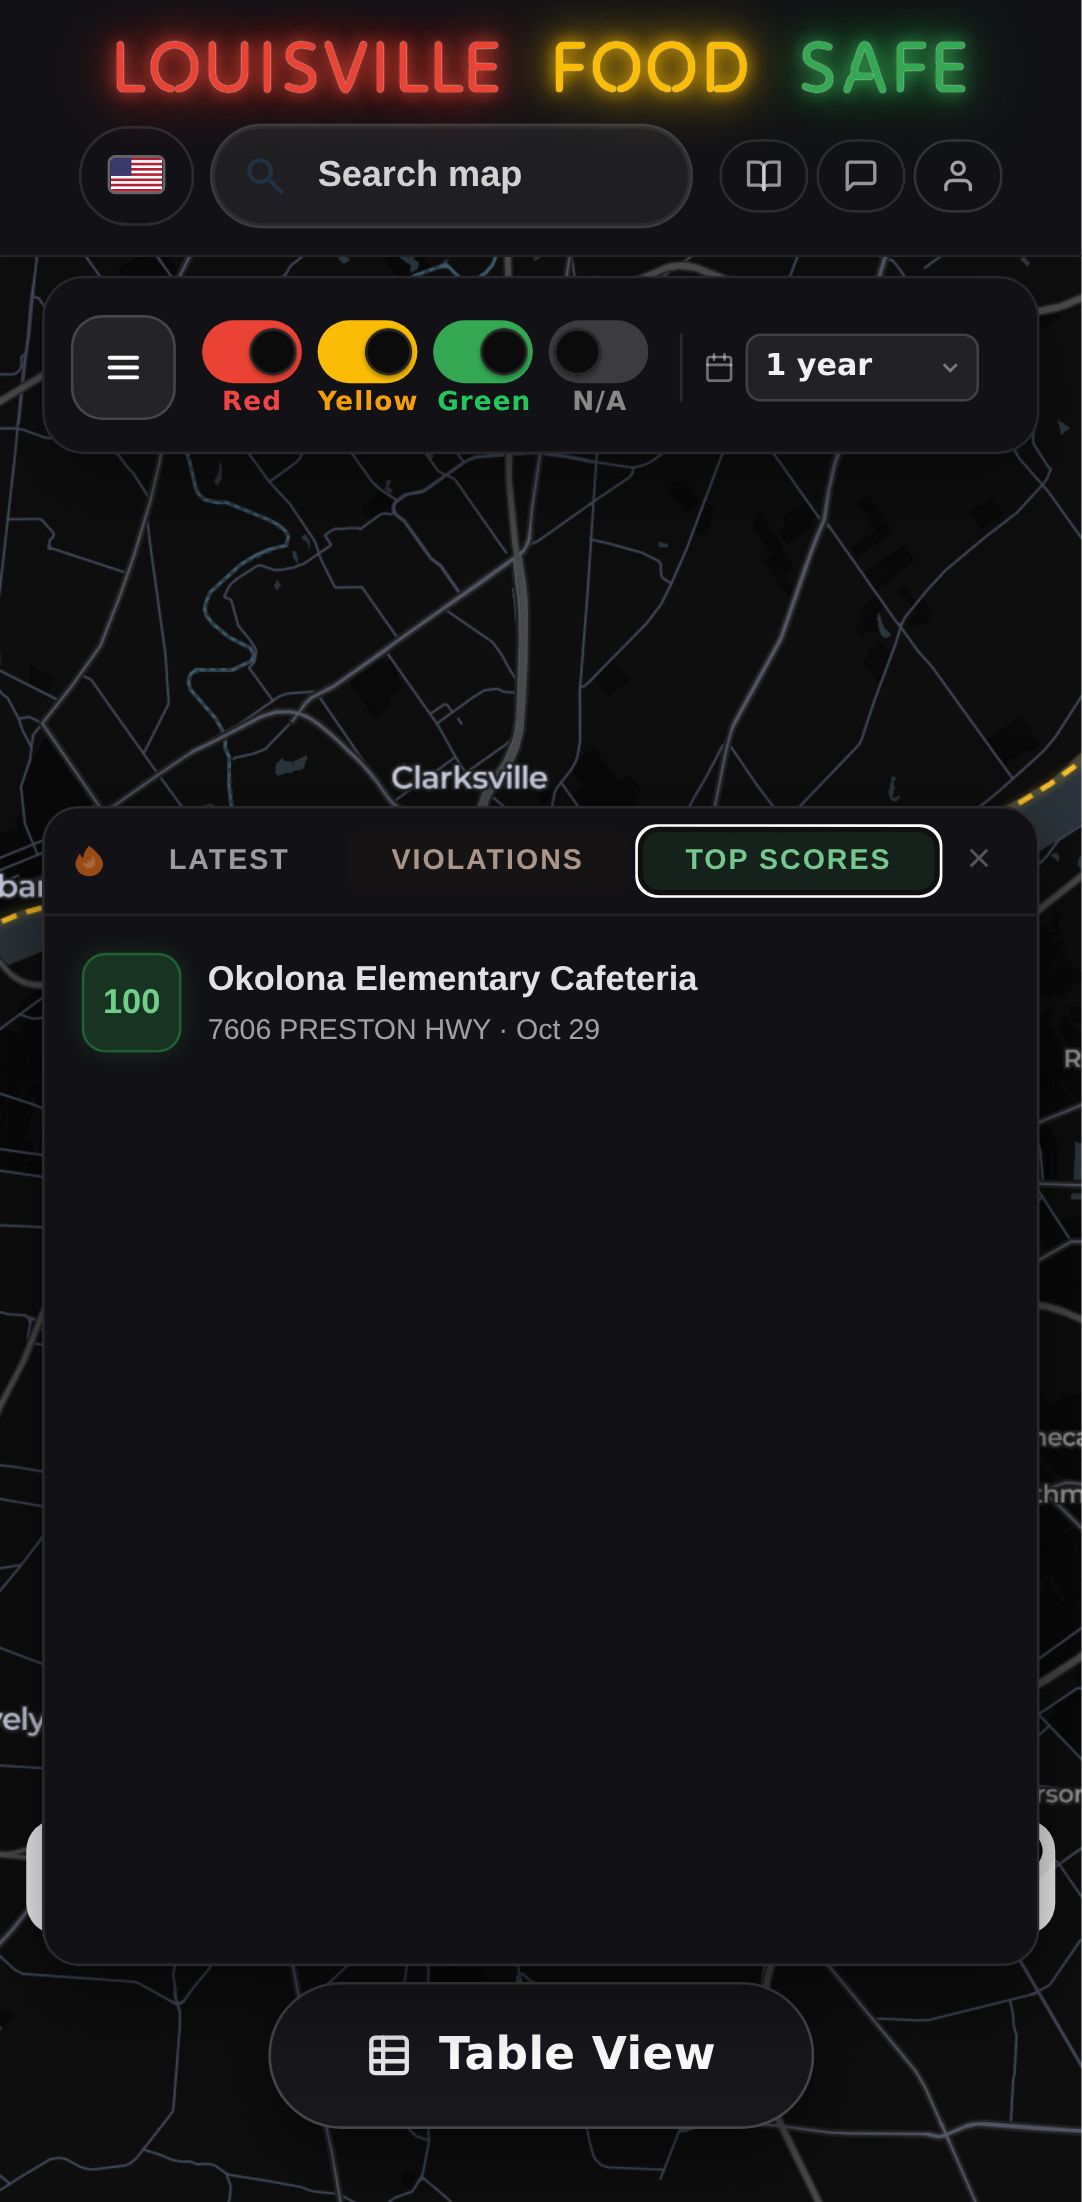 LOUISVILLE FOOD SAFE
Search map
Red Yellow Green N/A
1 year
Clarksville
LATEST VIOLATIONS TOP SCORES ×
100
Okolona Elementary Cafeteria
7606 PRESTON HWY · Oct 29
Table View